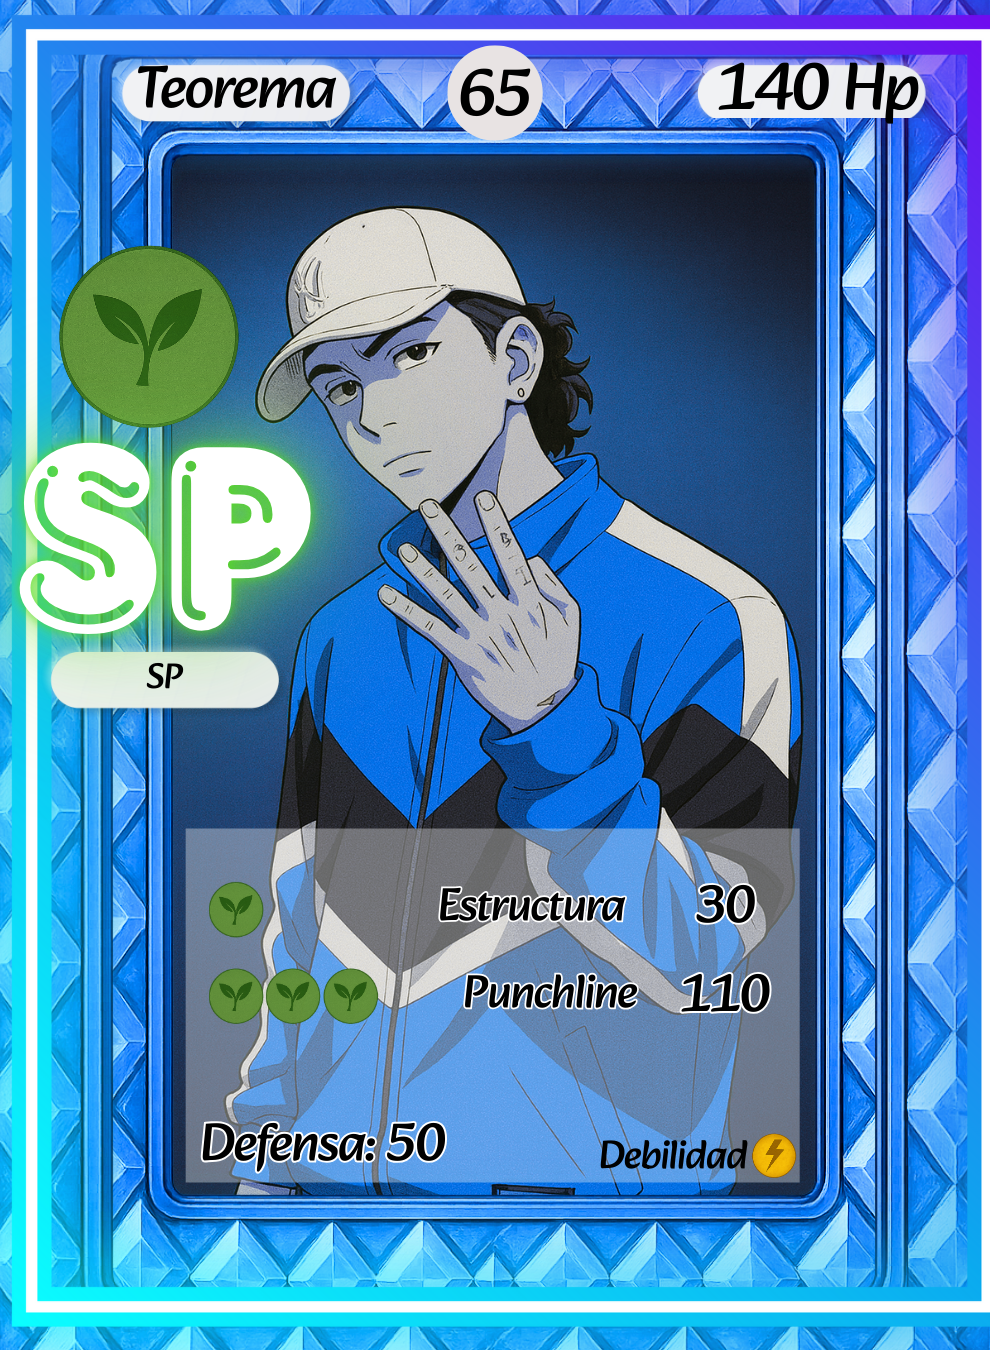 Teorema
65
140 Hp
SP
SP
Estructura 30
Punchline 110
Defensa: 50
Debilidad